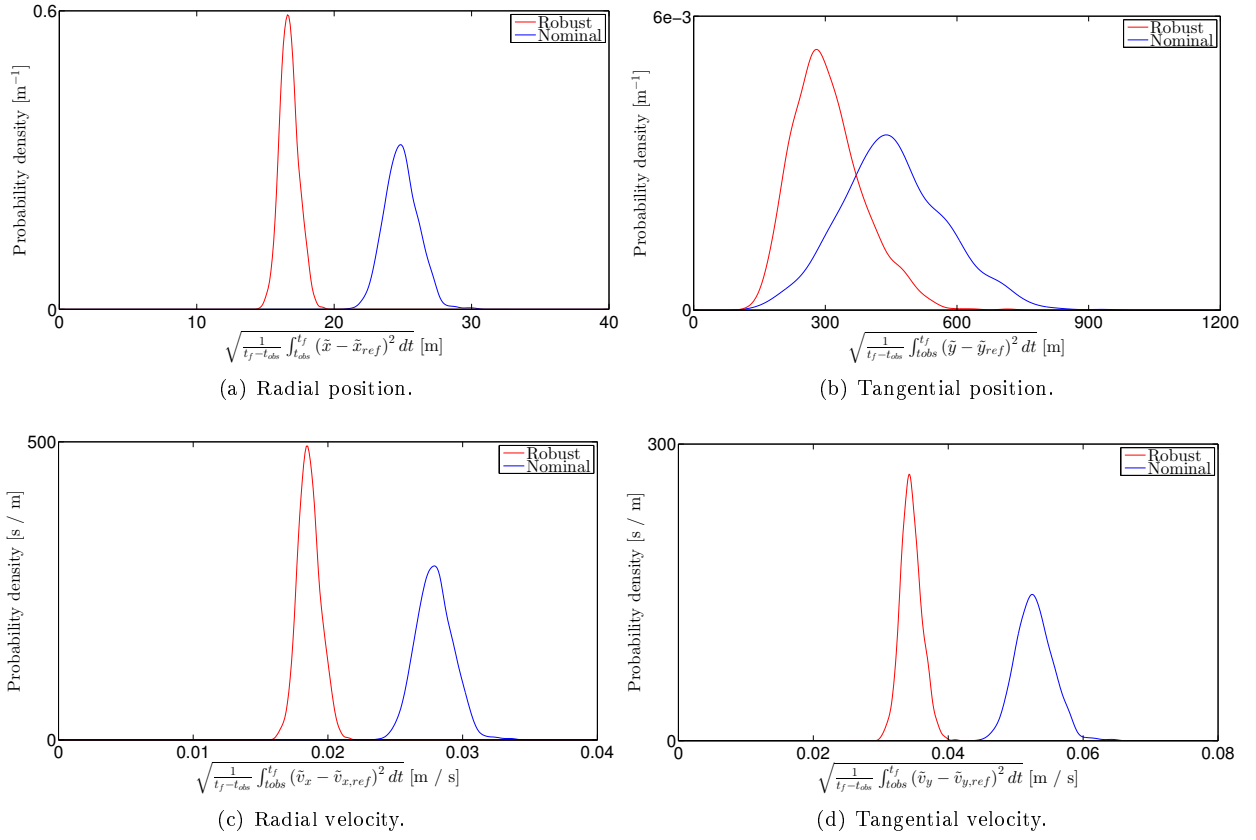 0.6
Robust
Nominal
Probability density [m⁻¹]
0
0 10 20 30 40
√(1/(t_f−t_obs) ∫_{t_obs}^{t_f} (x̃ − x̃_ref)² dt) [m]
(a) Radial position.
6e-3
Robust
Nominal
Probability density [m⁻¹]
0
0 300 600 900 1200
√(1/(t_f−t_obs) ∫_{tobs}^{t_f} (ỹ − ỹ_ref)² dt) [m]
(b) Tangential position.
500
Robust
Nominal
Probability density [s / m]
0
0 0.01 0.02 0.03 0.04
√(1/(t_f−t_obs) ∫_{tobs}^{t_f} (ṽ_x − ṽ_{x,ref})² dt) [m / s]
(c) Radial velocity.
300
Robust
Nominal
Probability density [s / m]
0
0 0.02 0.04 0.06 0.08
√(1/(t_f−t_obs) ∫_{tobs}^{t_f} (ṽ_y − ṽ_{y,ref})² dt) [m / s]
(d) Tangential velocity.